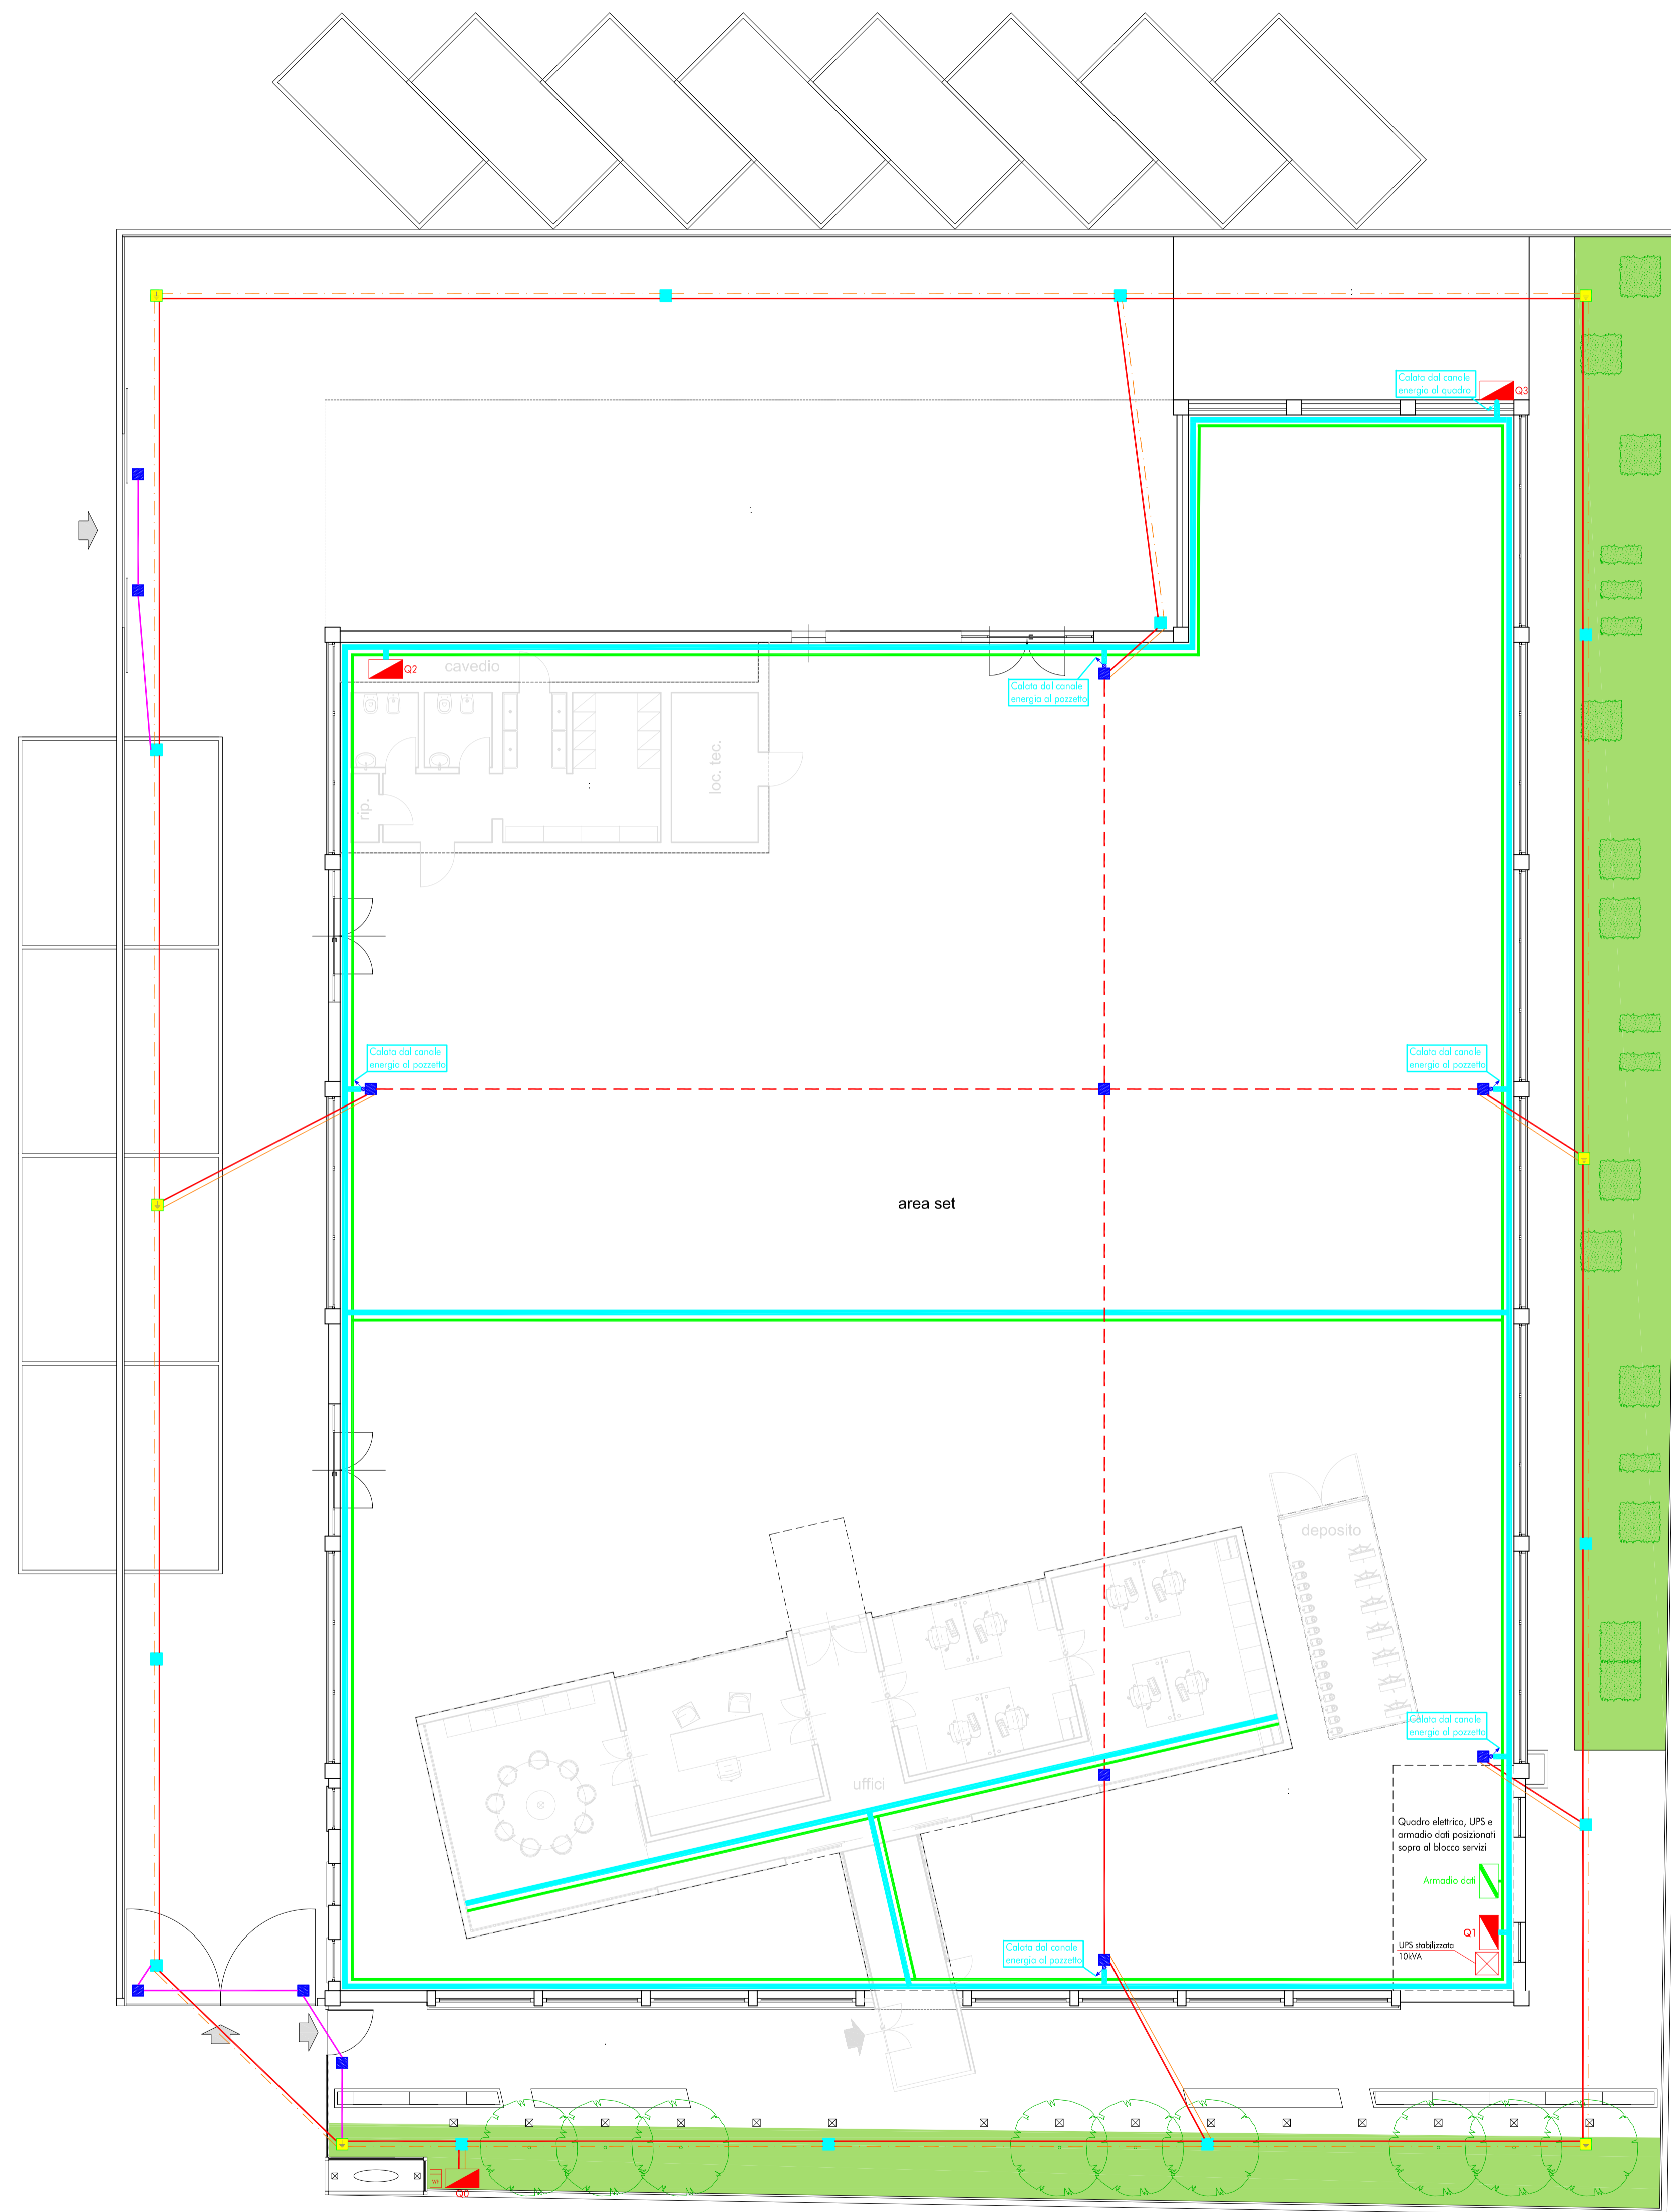 Calata dal canale
energia al quadro
Q3
Q2
cavedio
Calata dal canale
energia al pozzetto
rip.
loc. tec.
Calata dal canale
energia al pozzetto
Calata dal canale
energia al pozzetto
area set
deposito
Calata dal canale
energia al pozzetto
uffici
Quadro elettrico, UPS e
armadio dati posizionati
sopra al blocco servizi
Armadio dati
Q1
UPS stabilizzato
10kVA
Calata dal canale
energia al pozzetto
Wh
Q0